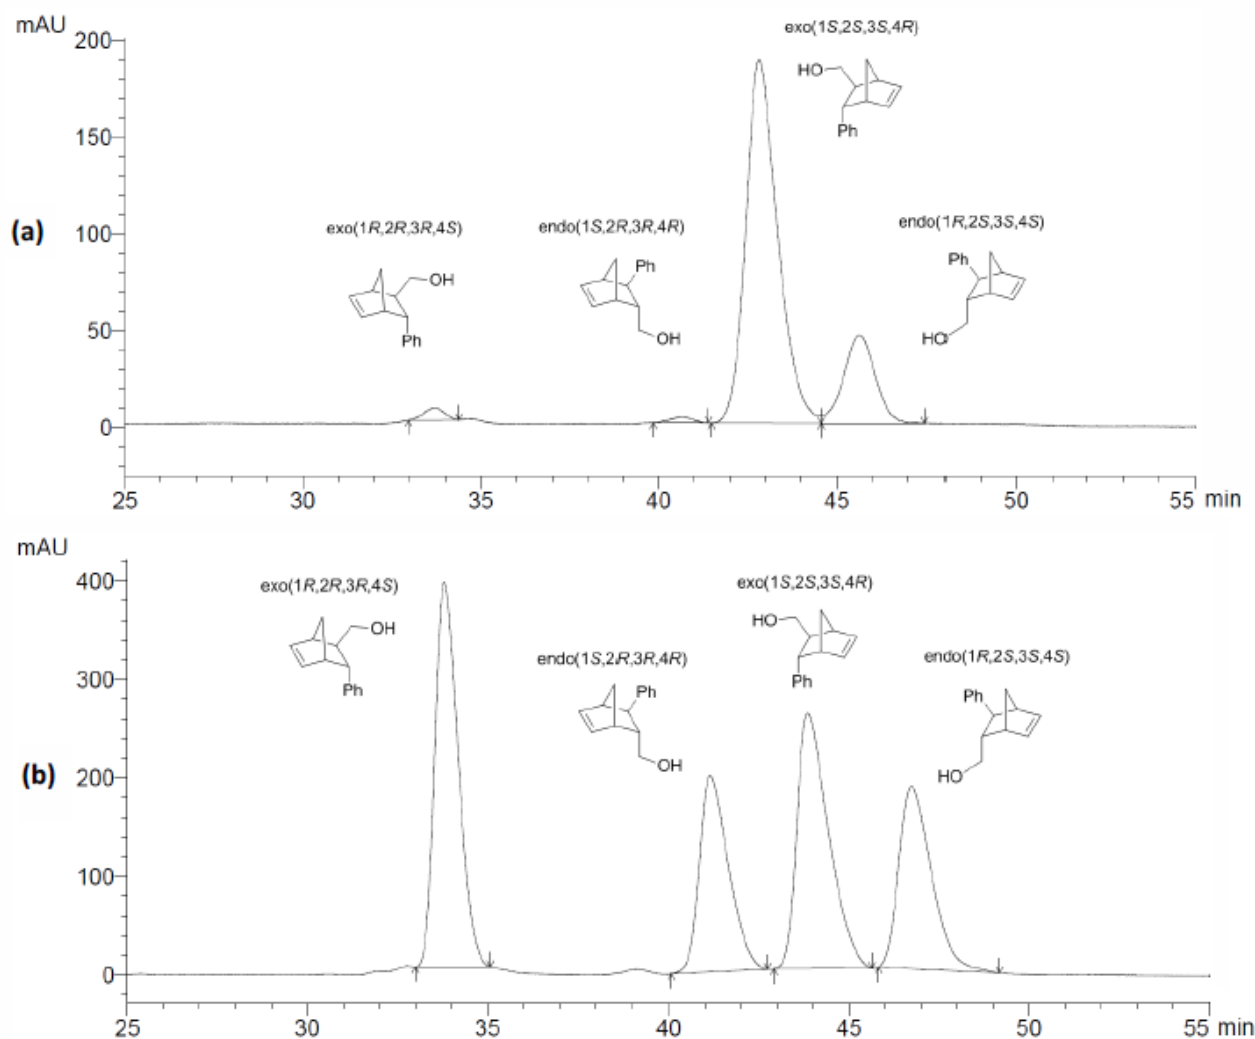 mAU
200
150
100
50
0
(a)
exo(1R,2R,3R,4S)
OH
Ph
endo(1S,2R,3R,4R)
Ph
OH
exo(1S,2S,3S,4R)
HO
Ph
endo(1R,2S,3S,4S)
Ph
HO
25 30 35 40 45 50 55 min
mAU
400
300
200
100
0
(b)
exo(1R,2R,3R,4S)
OH
Ph
endo(1S,2R,3R,4R)
Ph
OH
exo(1S,2S,3S,4R)
HO
Ph
endo(1R,2S,3S,4S)
Ph
HO
25 30 35 40 45 50 55 min